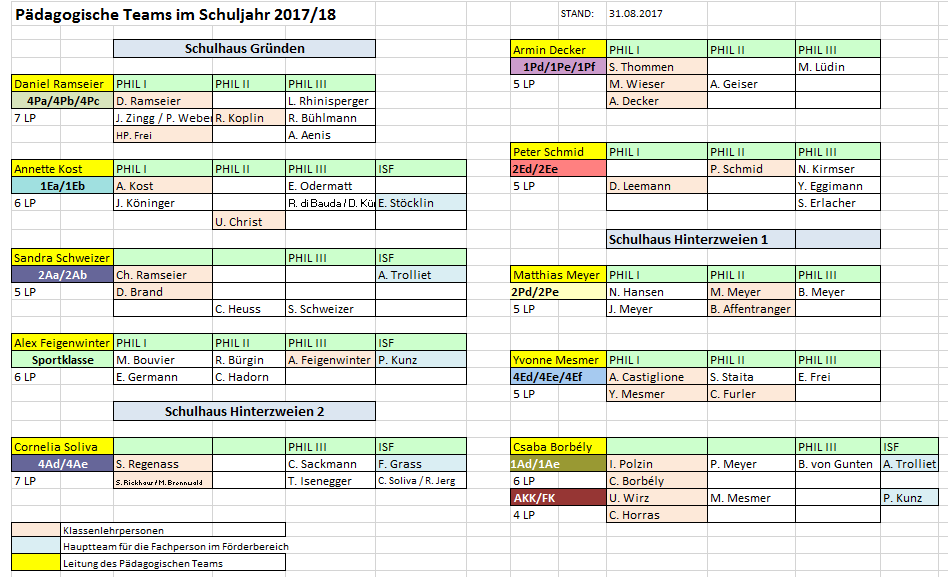 Pädagogische Teams im Schuljahr 2017/18 STAND: 31.08.2017
Schulhaus Gründen
Daniel Ramseier PHIL I PHIL II PHIL III
4Pa/4Pb/4Pc D. Ramseier L. Rhinisperger
7 LP J. Zingg / P. Weber R. Koplin R. Bühlmann
HP. Frei A. Aenis
Annette Kost PHIL I PHIL II PHIL III ISF
1Ea/1Eb A. Kost E. Odermatt
6 LP J. Köninger R. di Bauda / D. Kün E. Stöcklin
U. Christ
Sandra Schweizer PHIL III ISF
2Aa/2Ab Ch. Ramseier A. Trolliet
5 LP D. Brand
C. Heuss S. Schweizer
Alex Feigenwinter PHIL I PHIL II PHIL III ISF
Sportklasse M. Bouvier R. Bürgin A. Feigenwinter P. Kunz
6 LP E. Germann C. Hadorn
Schulhaus Hinterzweien 2
Cornelia Soliva PHIL III ISF
4Ad/4Ae S. Regenass C. Sackmann F. Grass
7 LP S. Rickhaur / M. Bronnwald T. Isenegger C. Soliva / R. Jerg
Klassenlehrpersonen
Hauptteam für die Fachperson im Förderbereich
Leitung des Pädagogischen Teams
Armin Decker PHIL I PHIL II PHIL III
1Pd/1Pe/1Pf S. Thommen M. Lüdin
5 LP M. Wieser A. Geiser
A. Decker
Peter Schmid PHIL I PHIL II PHIL III
2Ed/2Ee P. Schmid N. Kirmser
5 LP D. Leemann Y. Eggimann
S. Erlacher
Schulhaus Hinterzweien 1
Matthias Meyer PHIL I PHIL II PHIL III
2Pd/2Pe N. Hansen M. Meyer B. Meyer
5 LP J. Meyer B. Affentranger
Yvonne Mesmer PHIL I PHIL II PHIL III
4Ed/4Ee/4Ef A. Castiglione S. Staita E. Frei
5 LP Y. Mesmer C. Furler
Csaba Borbély PHIL III ISF
1Ad/1Ae I. Polzin P. Meyer B. von Gunten A. Trolliet
6 LP C. Borbély
AKK/FK U. Wirz M. Mesmer P. Kunz
4 LP C. Horras